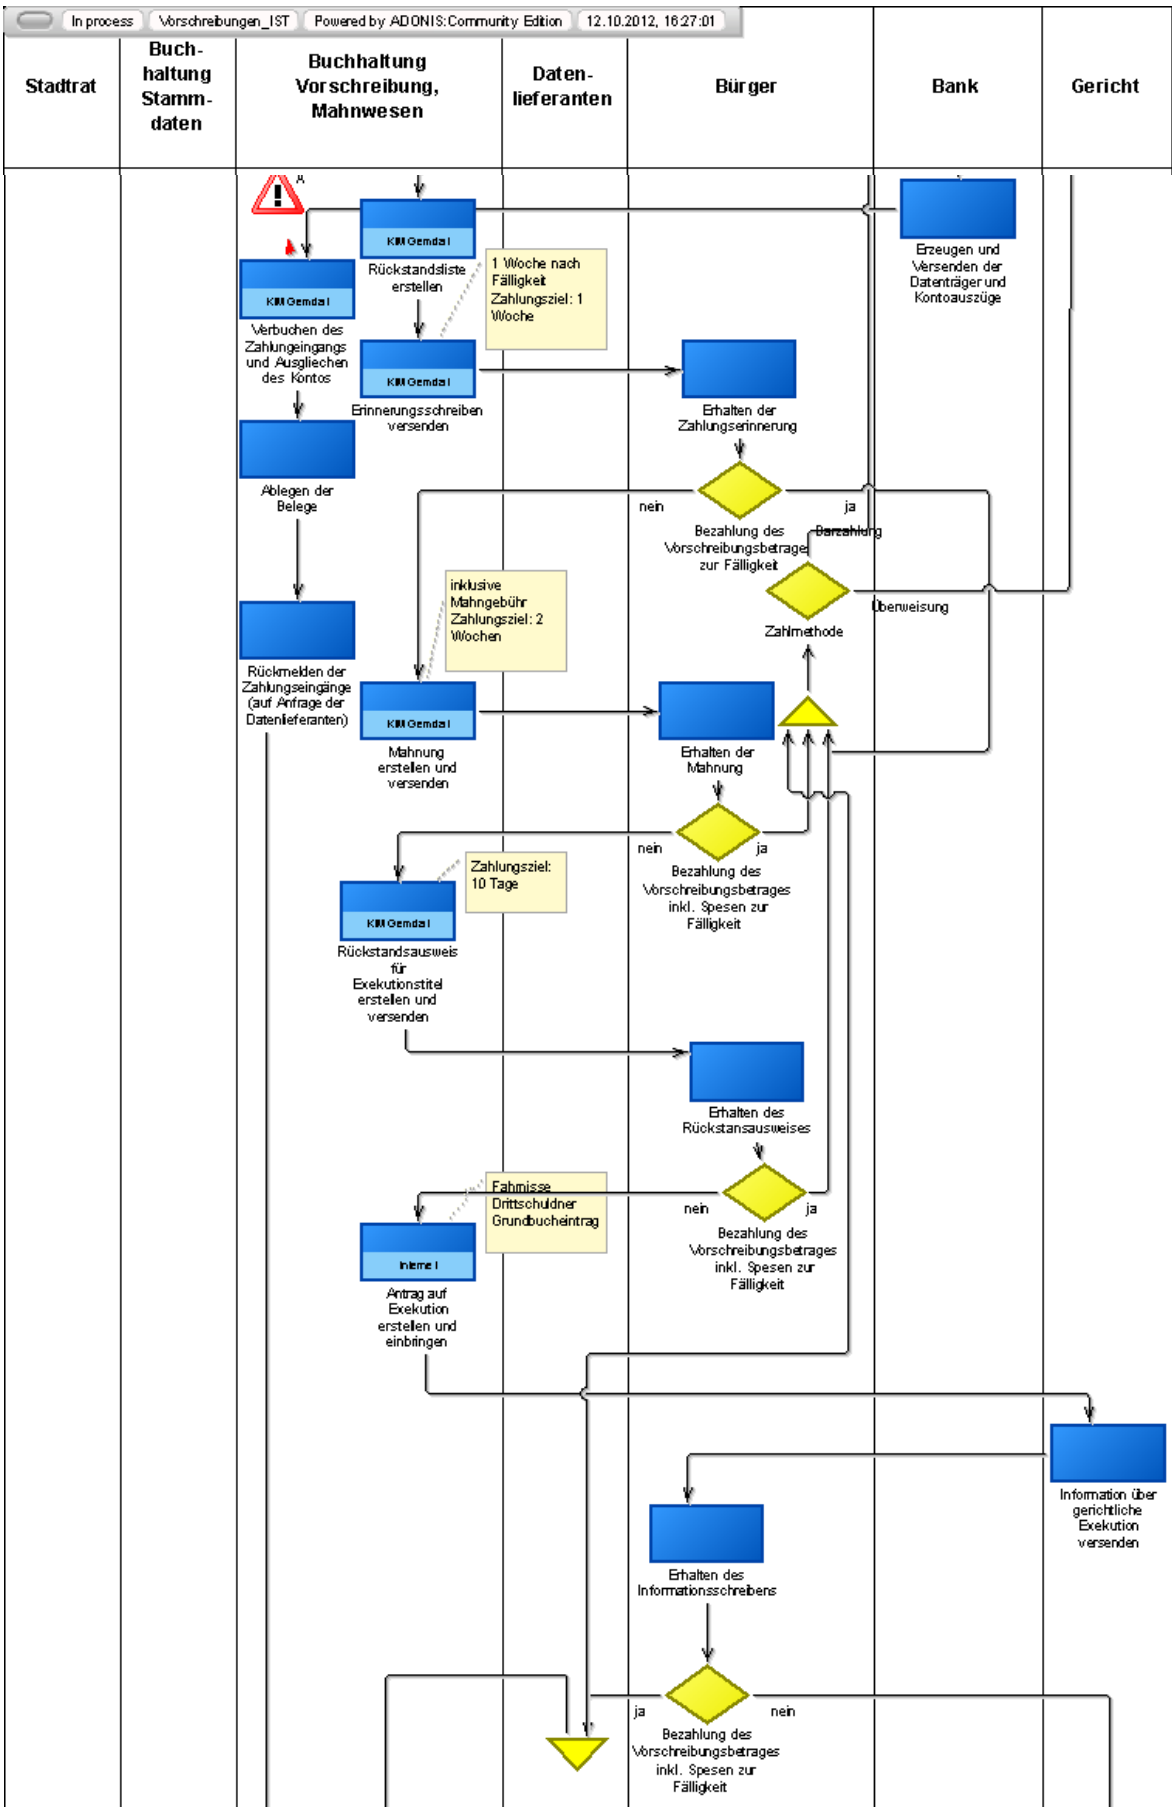 In process
Vorschreibungen_IST
Powered by ADONIS:Community Edition
12.10.2012, 16:27:01
Stadtrat
Buch-
haltung
Stamm-
daten
Buchhaltung
Vorschreibung,
Mahnwesen
Daten-
lieferanten
Bürger
Bank
Gericht
A
KIM Gemdat
Rückstandsliste
erstellen
1 Woche nach
Fälligkeit
Zahlungsziel: 1
Woche
Erzeugen und
Versenden der
Datenträger und
Kontoauszüge
KIM Gemdat
Verbuchen des
Zahlungeingangs
und Ausgliechen
des Kontos
KIM Gemdat
Erinnerungsschreiben
versenden
Erhalten der
Zahlungserinnerung
Ablegen der
Belege
nein
ja
Bezahlung des
Vorschreibungsbetrages
zur Fälligkeit
Barzahlung
inklusive
Mahngebühr
Zahlungsziel: 2
Wochen
Überweisung
Zahlmethode
Rückmelden der
Zahlungseingänge
(auf Anfrage der
Datenlieferanten)
KIM Gemdat
Mahnung
erstellen und
versenden
Erhalten der
Mahnung
nein
ja
Bezahlung des
Vorschreibungsbetrages
inkl. Spesen zur
Fälligkeit
Zahlungsziel:
10 Tage
KIM Gemdat
Rückstandsausweis
für
Exekutionstitel
erstellen und
versenden
Erhalten des
Rückstansausweises
Fahrnisse
Drittschuldner
Grundbucheintrag
nein
ja
Bezahlung des
Vorschreibungsbetrages
inkl. Spesen zur
Fälligkeit
Internet
Antrag auf
Exekution
erstellen und
einbringen
Information über
gerichtliche
Exekution
versenden
Erhalten des
Informationsschreibens
ja
nein
Bezahlung des
Vorschreibungsbetrages
inkl. Spesen zur
Fälligkeit